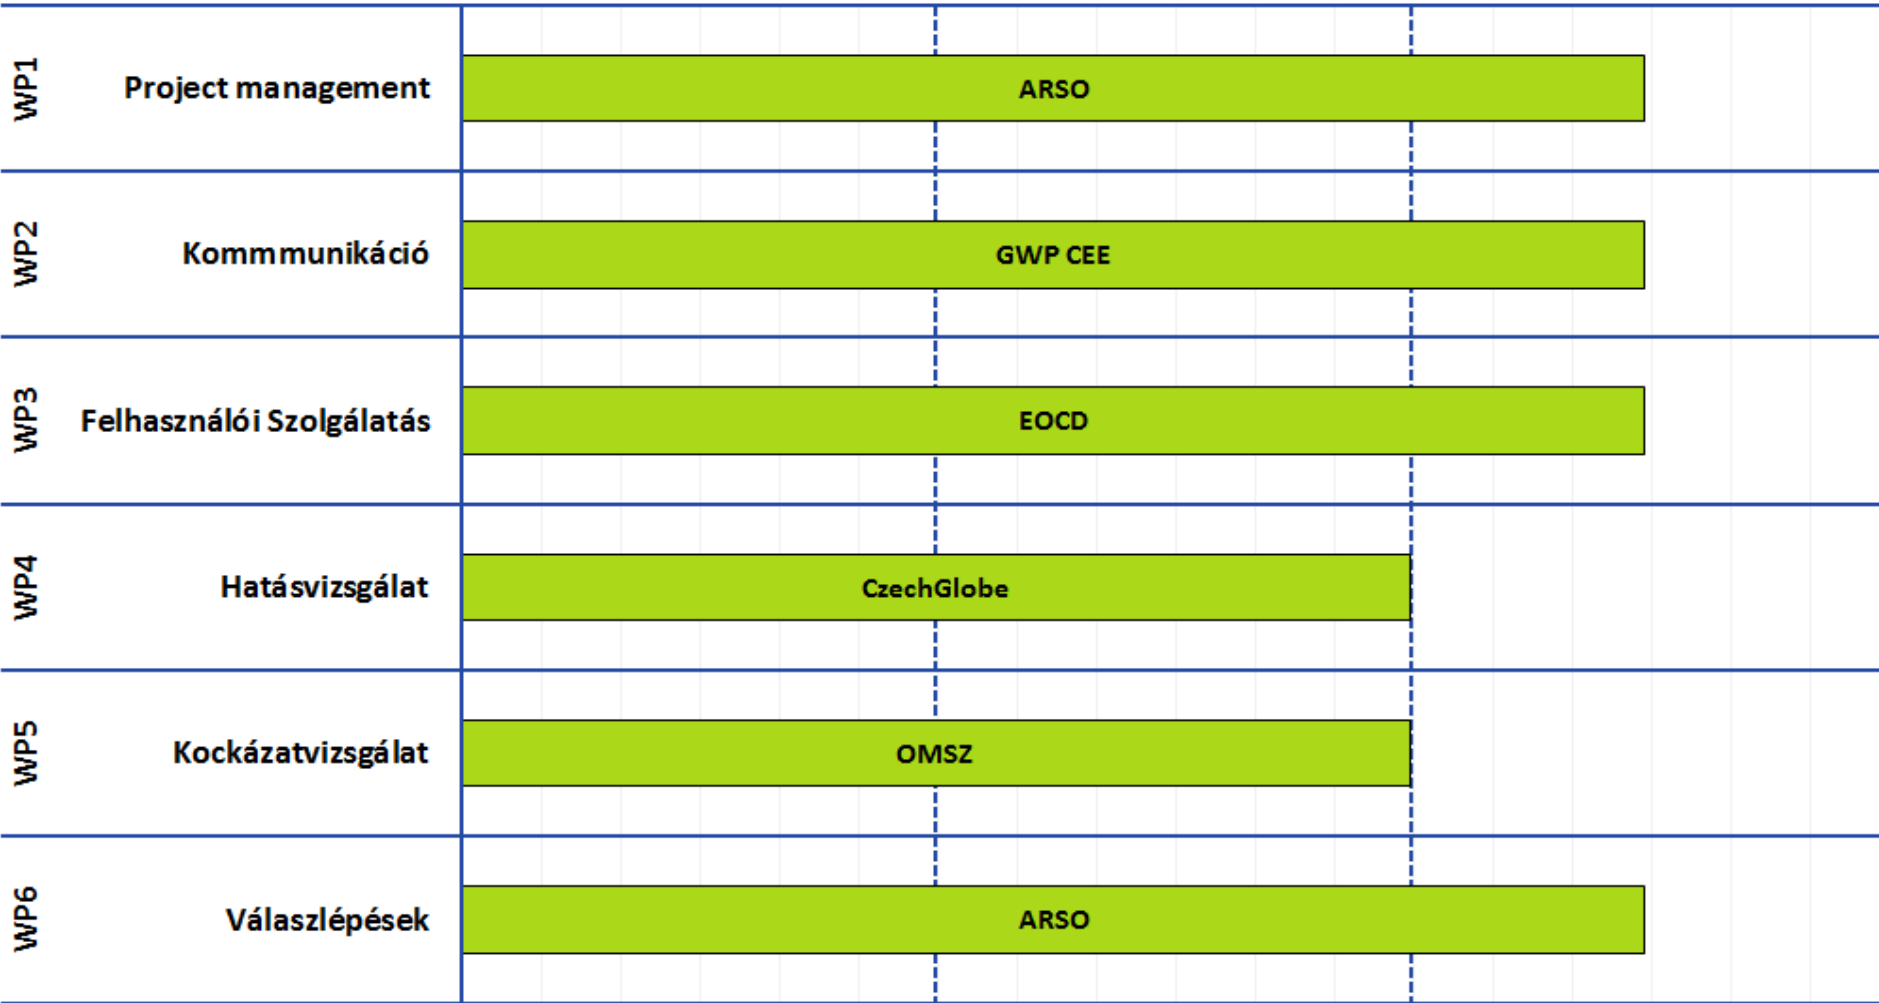 WP1 Project management ARSO
WP2 Kommmunikáció GWP CEE
WP3 Felhasználói Szolgálatás EOCD
WP4 Hatásvizsgálat CzechGlobe
WP5 Kockázatvizsgálat OMSZ
WP6 Válaszlépések ARSO